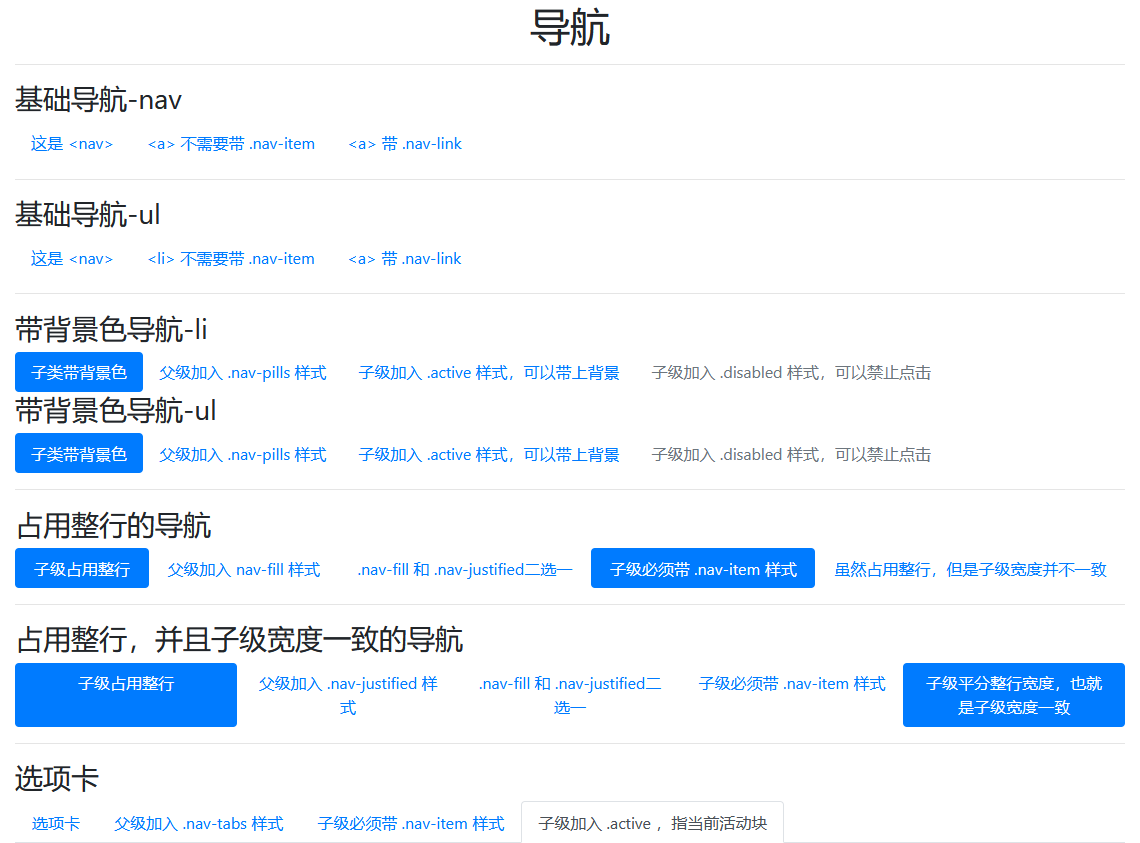 导航
基础导航-nav
这是 <nav> <a> 不需要带 .nav-item <a> 带 .nav-link
基础导航-ul
这是 <nav> <li> 不需要带 .nav-item <a> 带 .nav-link
带背景色导航-li
子类带背景色 父级加入 .nav-pills 样式 子级加入 .active 样式，可以带上背景 子级加入 .disabled 样式，可以禁止点击
带背景色导航-ul
子类带背景色 父级加入 .nav-pills 样式 子级加入 .active 样式，可以带上背景 子级加入 .disabled 样式，可以禁止点击
占用整行的导航
子级占用整行 父级加入 nav-fill 样式 .nav-fill 和 .nav-justified二选一 子级必须带 .nav-item 样式 虽然占用整行，但是子级宽度并不一致
占用整行，并且子级宽度一致的导航
子级占用整行 父级加入 .nav-justified 样 .nav-fill 和 .nav-justified二 子级必须带 .nav-item 样式 子级平分整行宽度，也就
式 选一 是子级宽度一致
选项卡
选项卡 父级加入 .nav-tabs 样式 子级必须带 .nav-item 样式 子级加入 .active ，指当前活动块